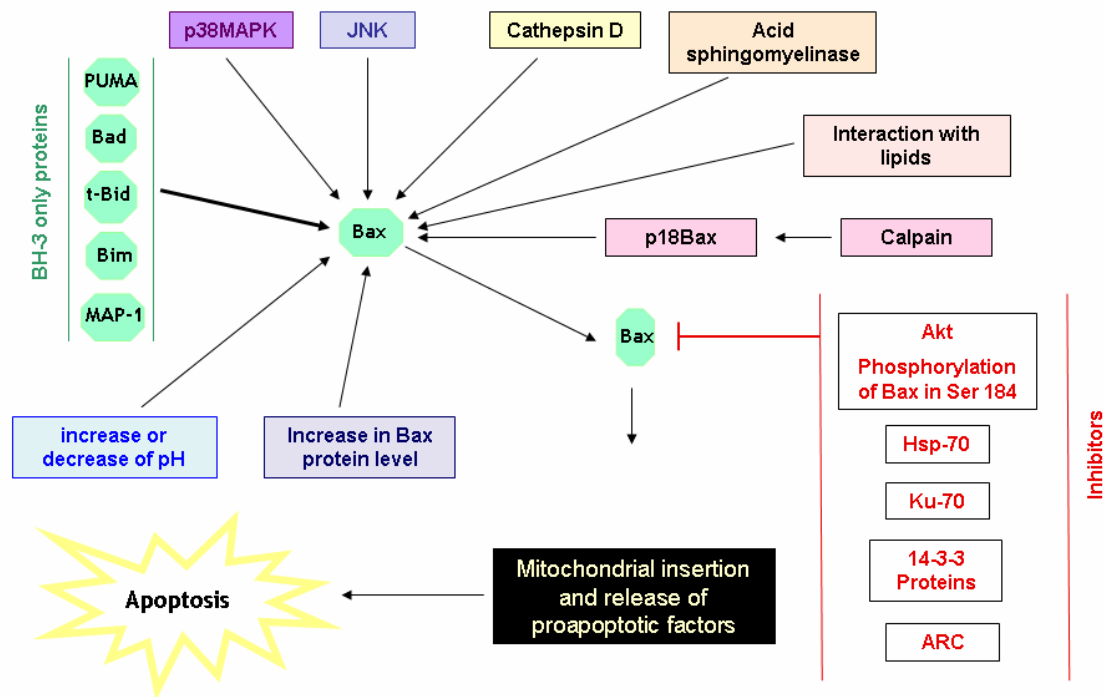 p38MAPK
JNK
Cathepsin D
Acid
sphingomyelinase
BH-3 only proteins
PUMA
Bad
t-Bid
Bim
MAP-1
Interaction with
lipids
Bax
p18Bax
Calpain
Bax
Akt
Phosphorylation
of Bax in Ser 184
Hsp-70
Ku-70
14-3-3
Proteins
ARC
Inhibitors
increase or
decrease of pH
Increase in Bax
protein level
Apoptosis
Mitochondrial insertion
and release of
proapoptotic factors